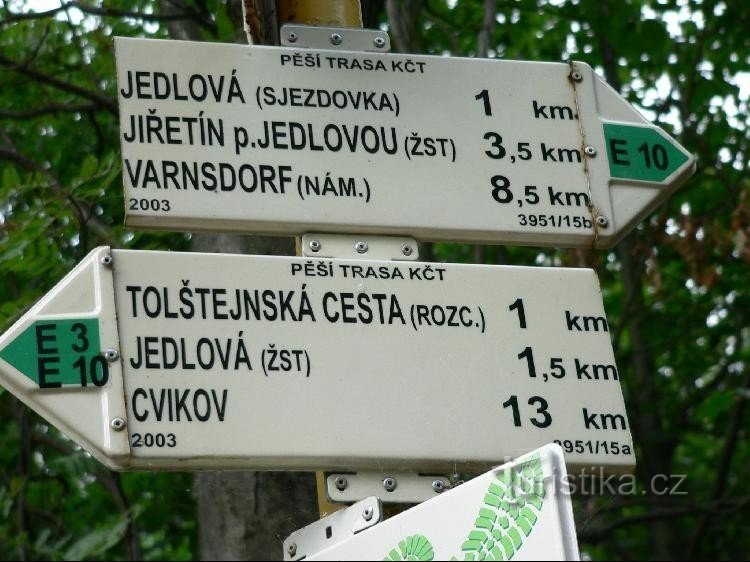 PĚŠÍ TRASA KČT
JEDLOVÁ (SJEZDOVKA) 1 km
JIŘETÍN p.JEDLOVOU (ŽST) 3,5 km
VARNSDORF (NÁM.) 8,5 km
2003 3951/15b
E 10
PĚŠÍ TRASA KČT
TOLŠTEJNSKÁ CESTA (ROZC.) 1 km
JEDLOVÁ (ŽST) 1,5 km
CVIKOV 13 km
2003 3951/15a
E 3
E 10
turistika.cz